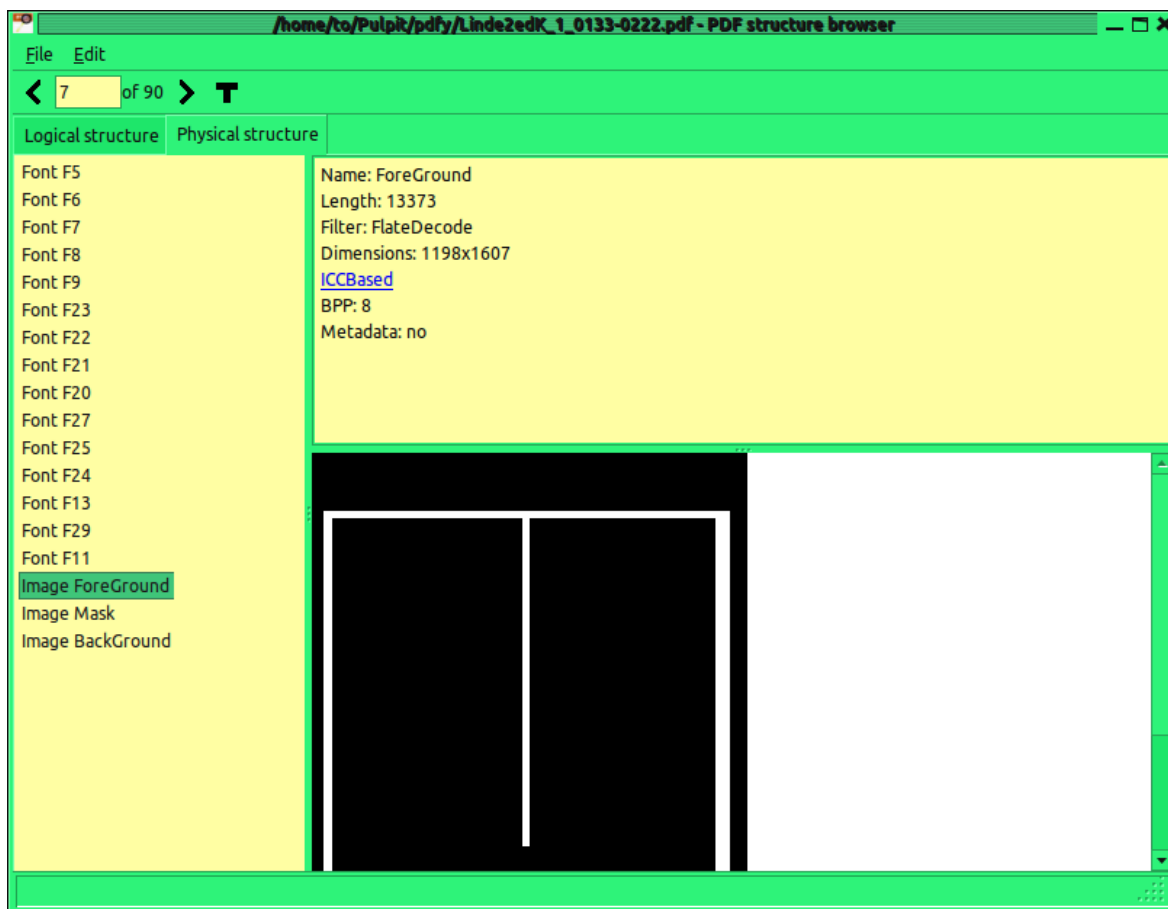 /home/to/Pulpit/pdfy/Linde2edK_1_0133-0222.pdf - PDF structure browser
File Edit
7 of 90
Logical structure Physical structure
Font F5
Font F6
Font F7
Font F8
Font F9
Font F23
Font F22
Font F21
Font F20
Font F27
Font F25
Font F24
Font F13
Font F29
Font F11
Image ForeGround
Image Mask
Image BackGround
Name: ForeGround
Length: 13373
Filter: FlateDecode
Dimensions: 1198x1607
ICCBased
BPP: 8
Metadata: no